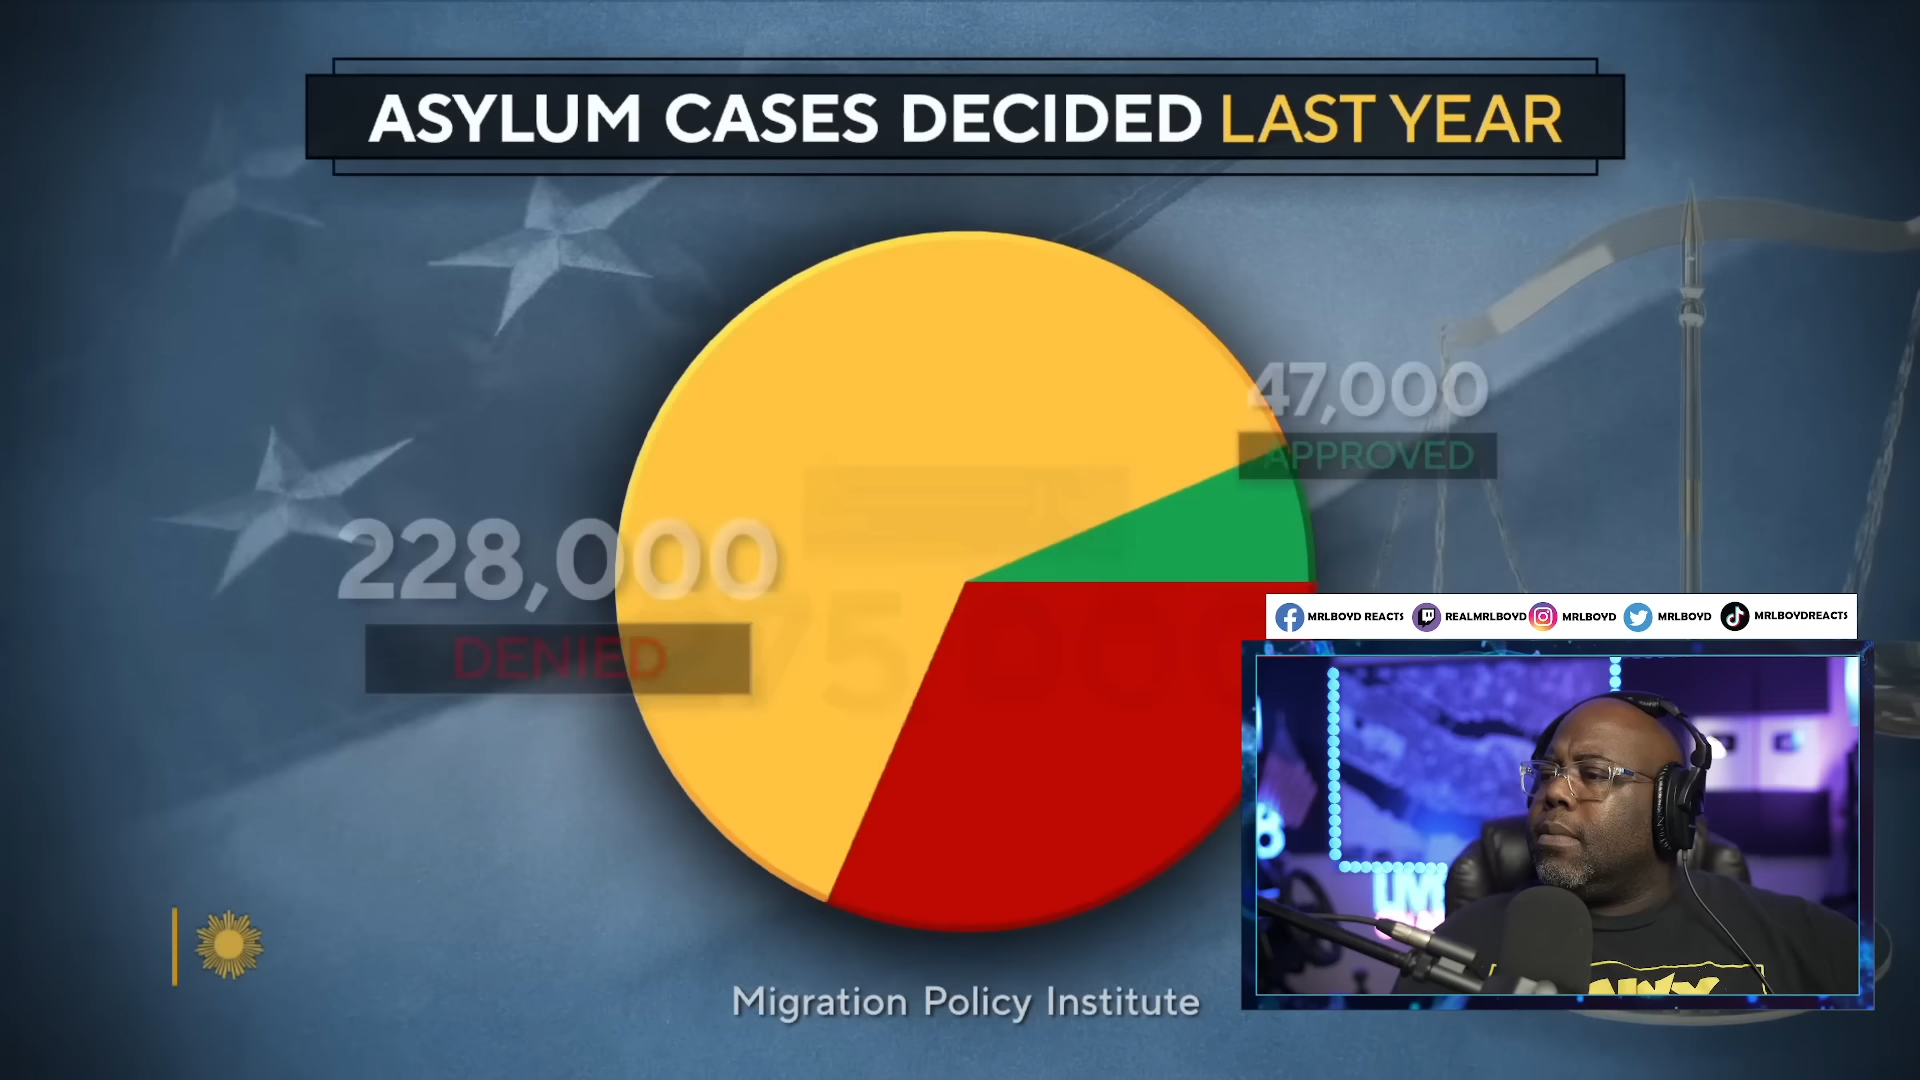 ASYLUM CASES DECIDED LAST YEAR
47,000
APPROVED
228,000
DENIED
MRLBOYD REACTS REALMRLBOYD MRLBOYD MRLBOYD MRLBOYDREACTS
LIVE
Migration Policy Institute